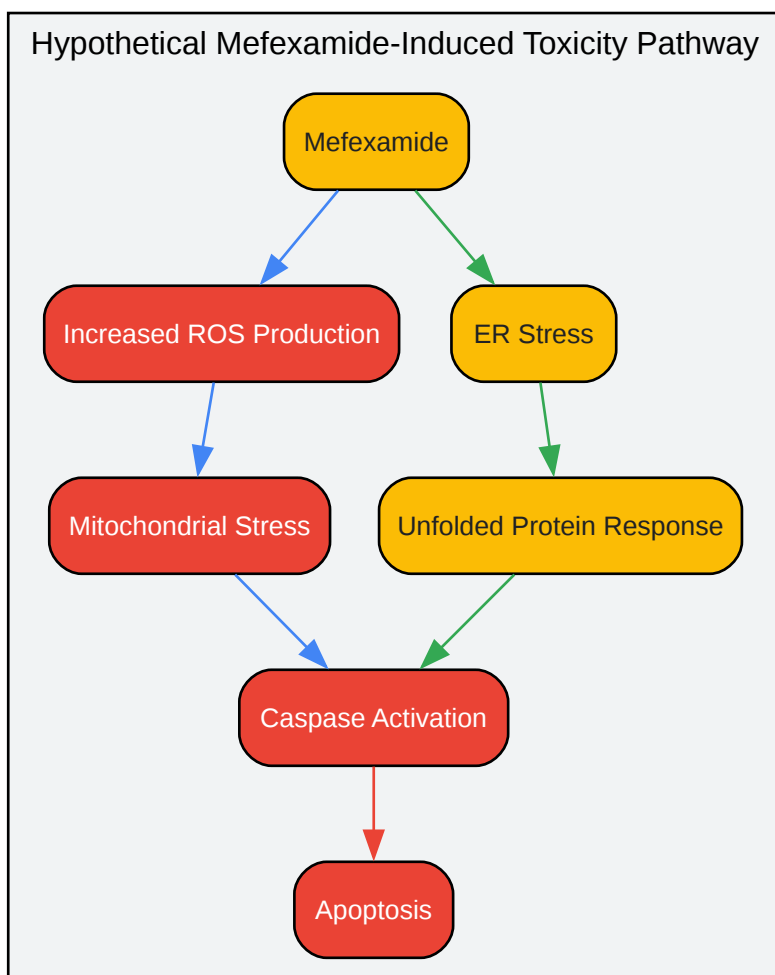 Hypothetical Mefexamide-Induced Toxicity Pathway
Mefexamide
Increased ROS Production
ER Stress
Mitochondrial Stress
Unfolded Protein Response
Caspase Activation
Apoptosis